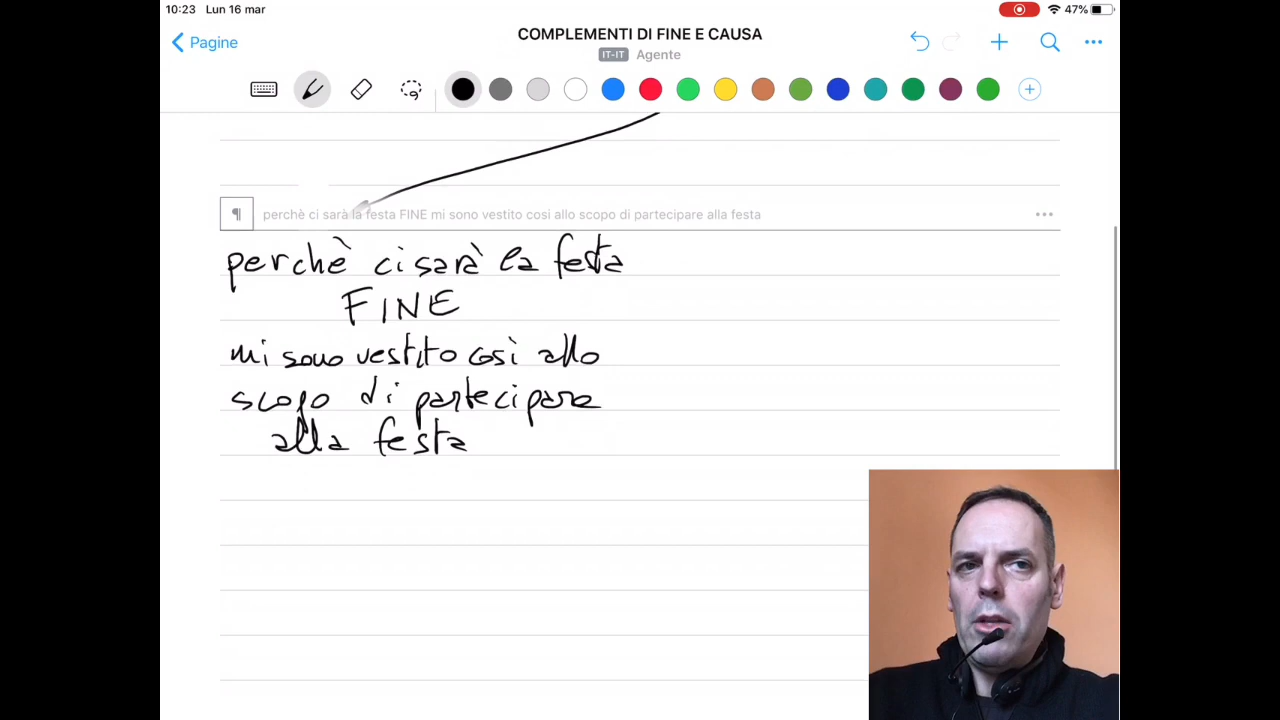 10:23 Lun 16 mar 47%
Pagine COMPLEMENTI DI FINE E CAUSA
IT-IT Agente
¶ perchè ci sarà la festa FINE mi sono vestito così allo scopo di partecipare alla festa
perchè ci sarà la festa
FINE
mi sono vestito così allo
scopo di partecipare
alla festa